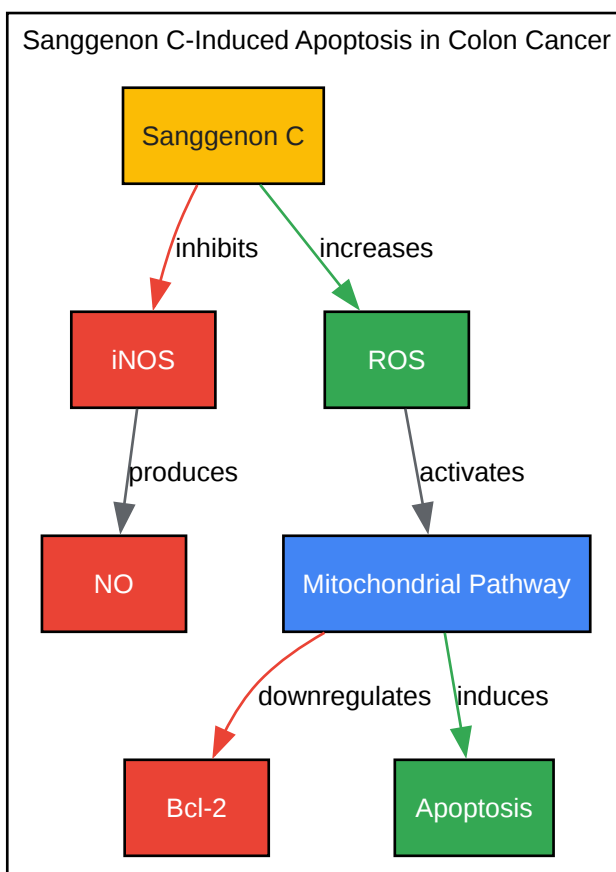 Sanggenon C-Induced Apoptosis in Colon Cancer
Sanggenon C
inhibits
increases
iNOS
ROS
produces
activates
NO
Mitochondrial Pathway
downregulates
induces
Bcl-2
Apoptosis